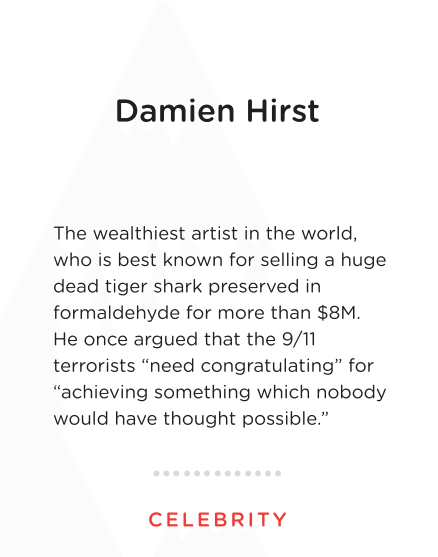 Damien Hirst
The wealthiest artist in the world,
who is best known for selling a huge
dead tiger shark preserved in
formaldehyde for more than $8M.
He once argued that the 9/11
terrorists “need congratulating” for
“achieving something which nobody
would have thought possible.”
CELEBRITY